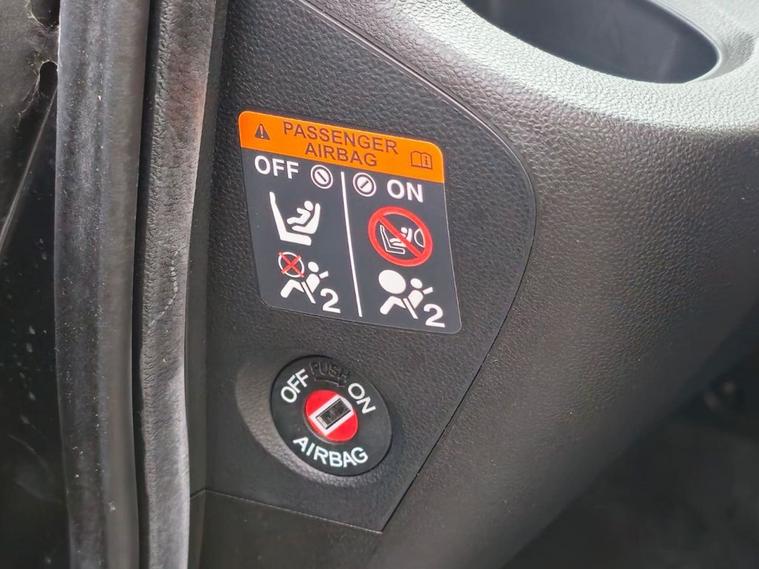 PASSENGER
AIRBAG
OFF
ON
2
2
OFF PUSH ON
AIRBAG